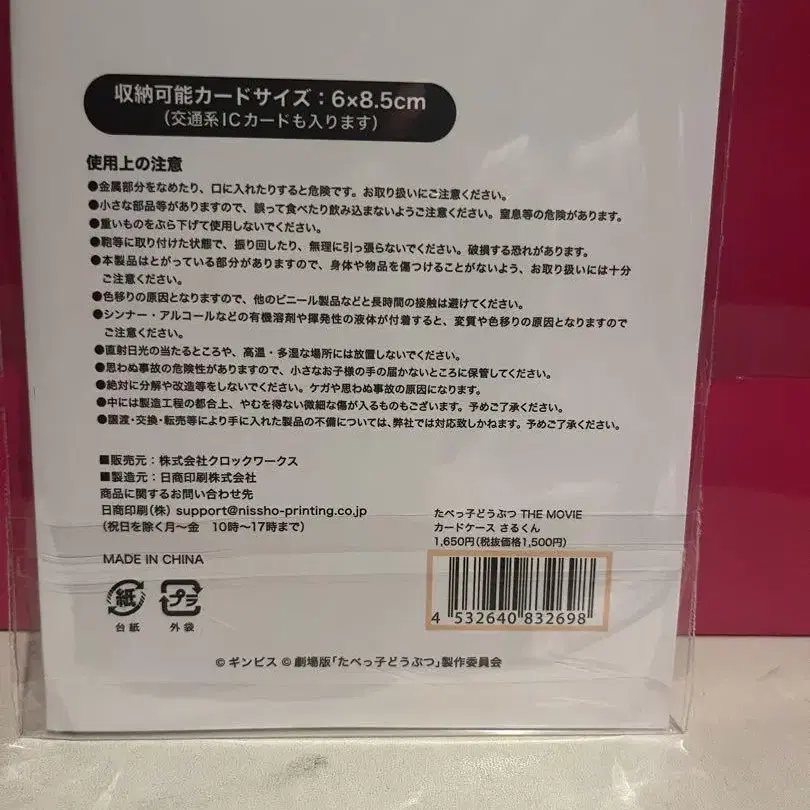 収納可能カードサイズ：6×8.5cm
（交通系ICカードも入ります）
使用上の注意
●金属部分をなめたり、口に入れたりすると危険です。お取り扱いにご注意ください。
●小さな部品等がありますので、誤って食べたり飲み込まないようご注意ください。窒息等の危険があります。
●重いものをぶら下げて使用しないでください。
●鞄等に取り付けた状態で、振り回したり、無理に引っ張らないでください。破損する恐れがあります。
●本製品はとがっている部分がありますので、身体や物品を傷つけることがないよう、お取り扱いには十分
ご注意ください。
●色移りの原因となりますので、他のビニール製品などと長時間の接触は避けてください。
●シンナー・アルコールなどの有機溶剤や揮発性の液体が付着すると、変質や色移りの原因となりますので
ご注意ください。
●直射日光の当たるところや、高温・多湿な場所には放置しないでください。
●思わぬ事故の危険性がありますので、小さなお子様の手の届かないところに保管してください。
●絶対に分解や改造等をしないでください。ケガや思わぬ事故の原因になります。
●中には製造工程の都合上、やむを得ない微細な傷が入るものもございます。予めご了承ください。
●譲渡・交換・転売等により手に入れた製品の不備については、弊社では対応致しかねます。予めご了承ください。
■販売元：株式会社クロックワークス
■製造元：日商印刷株式会社
商品に関するお問い合わせ先
日商印刷（株） support@nissho-printing.co.jp
（祝日を除く月〜金　10時〜17時まで）
MADE IN CHINA
紙
台紙
プラ
外袋
たべっ子どうぶつ THE MOVIE
カードケース さるくん
1,650円（税抜価格1,500円）
4 532640 832698
©ギンビス ©劇場版「たべっ子どうぶつ」製作委員会